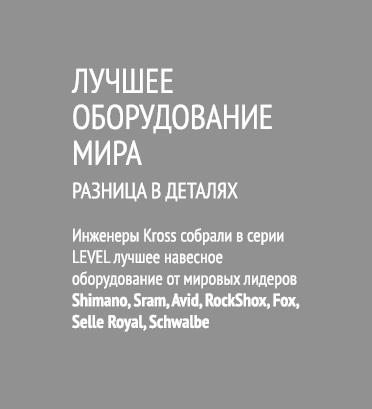 ЛУЧШЕЕ
ОБОРУДОВАНИЕ
МИРА
РАЗНИЦА В ДЕТАЛЯХ
Инженеры Kross собрали в серии
LEVEL лучшее навесное
оборудование от мировых лидеров
Shimano, Sram, Avid, RockShox, Fox,
Selle Royal, Schwalbe